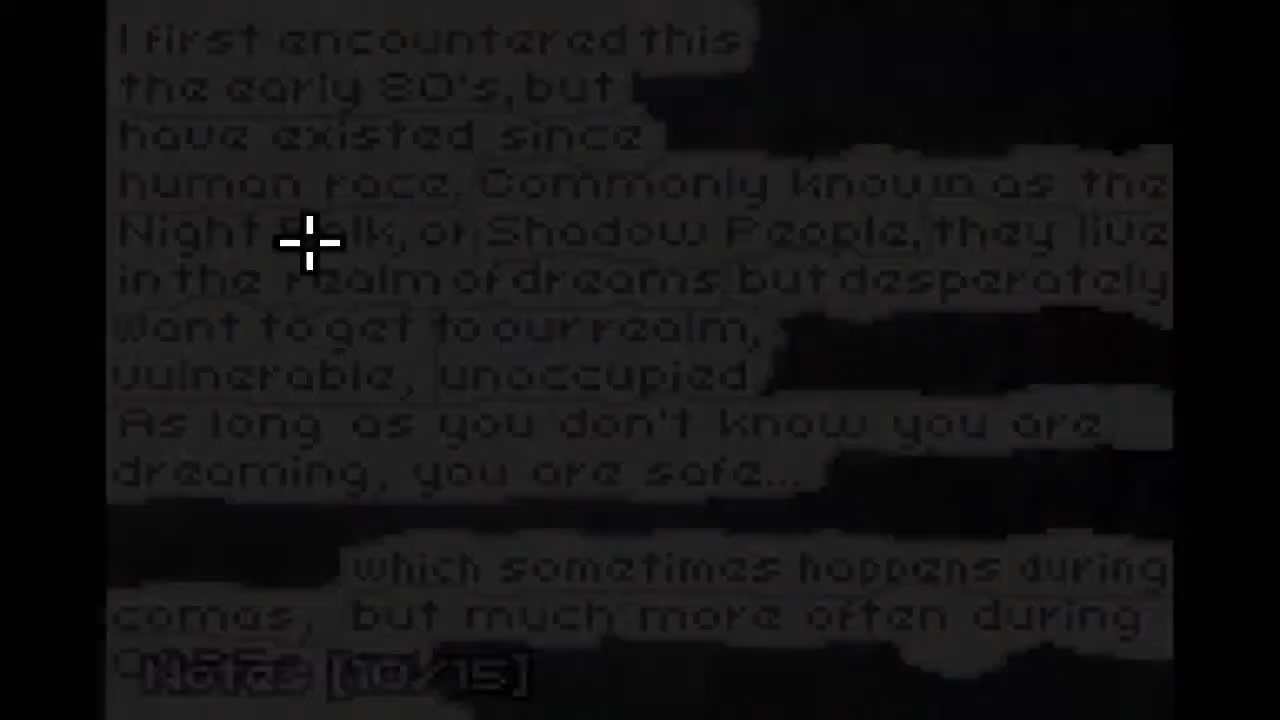 I first encountered this
the early 80's, but
have existed since
human race. Commonly known as the
Night Folk, or Shadow People, they live
in the realm of dreams but desperately
want to get to our realm,
vulnerable, unoccupied
As long as you don't know you are
dreaming, you are safe...
which sometimes happens during
comas, but much more often during
Notes [10/15]